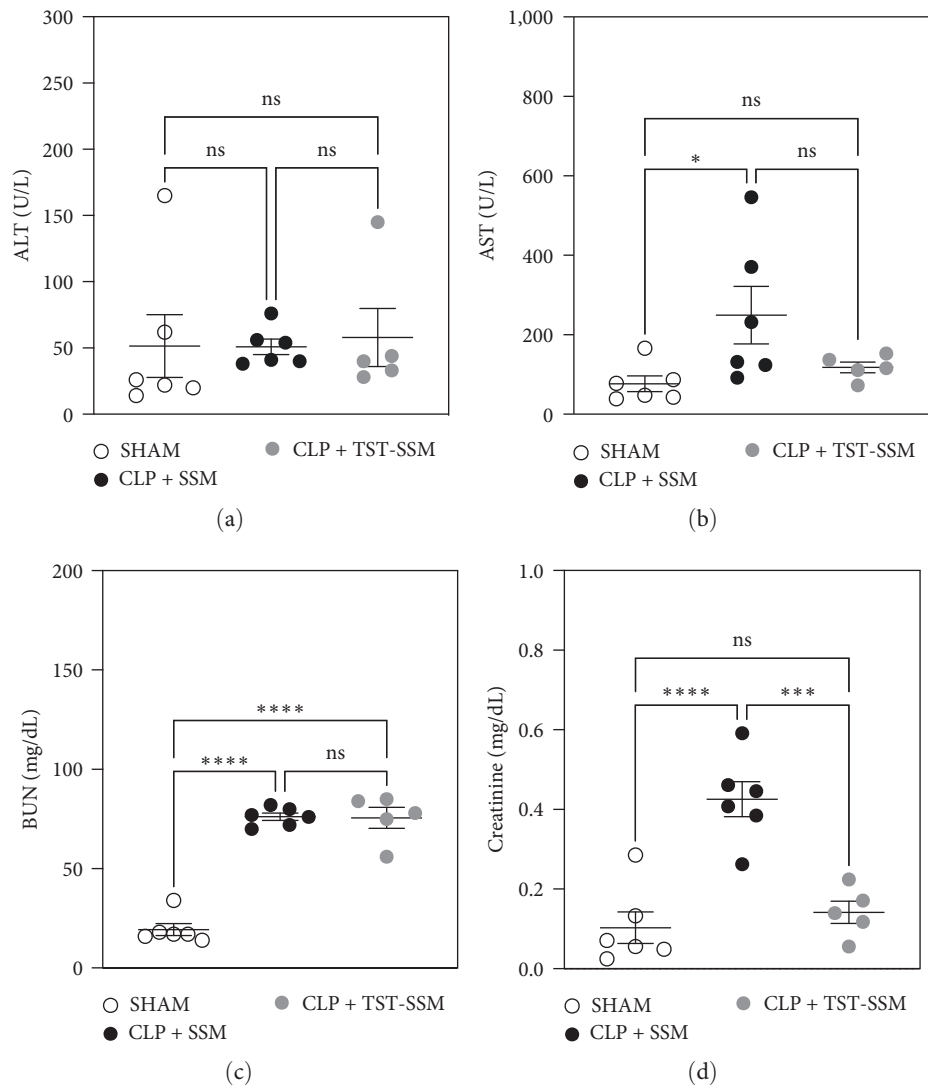 300
250
200
150
100
50
0
ALT (U/L)
ns
ns
ns
SHAM
CLP + TST-SSM
CLP + SSM
(a)
1,000
800
600
400
200
0
AST (U/L)
ns
*
ns
SHAM
CLP + TST-SSM
CLP + SSM
(b)
200
150
100
50
0
BUN (mg/dL)
****
****
ns
SHAM
CLP + TST-SSM
CLP + SSM
(c)
1.0
0.8
0.6
0.4
0.2
0.0
Creatinine (mg/dL)
ns
****
***
SHAM
CLP + TST-SSM
CLP + SSM
(d)